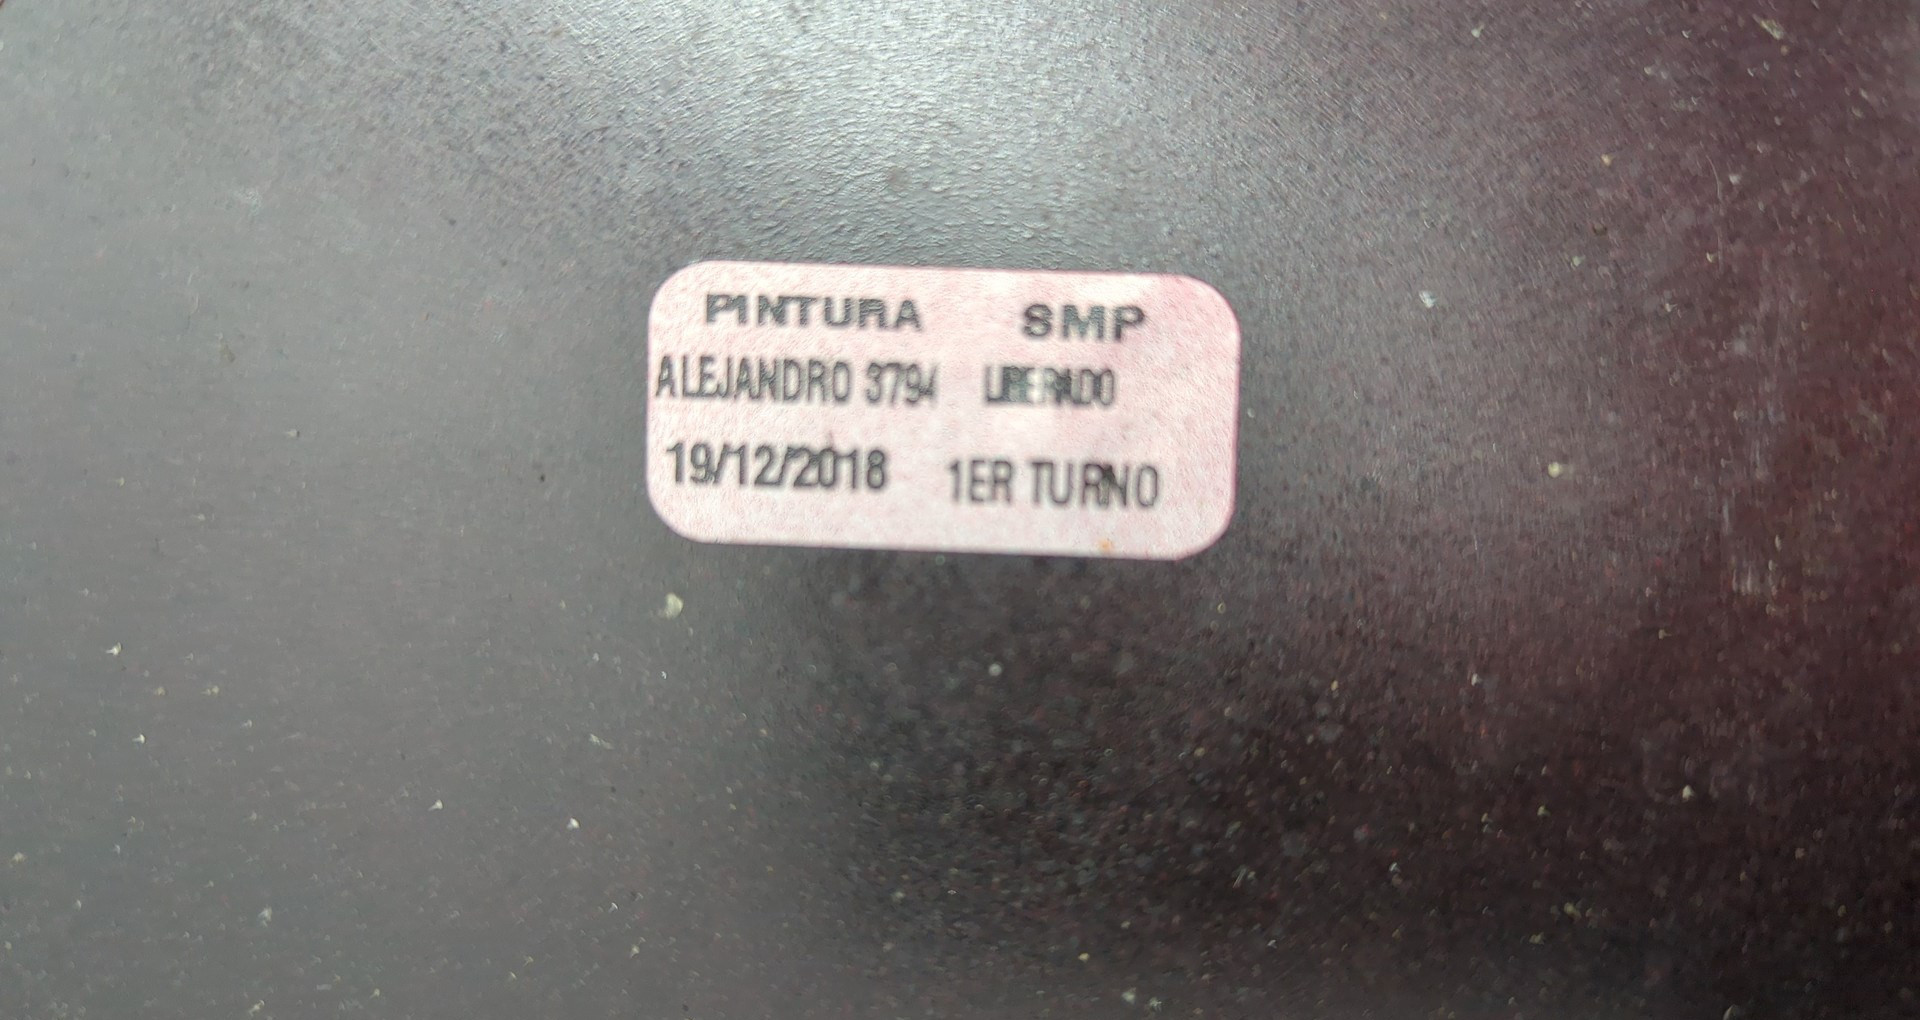 PINTURA SMP
ALEJANDRO 3794 LIBERADO
19/12/2018 1ER TURNO